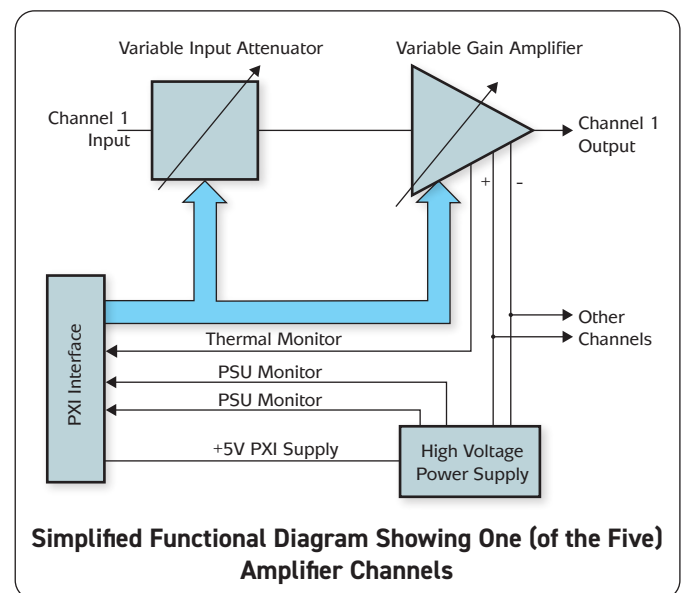 Variable Input Attenuator
Variable Gain Amplifier
Channel 1
Input
Channel 1
Output
+
-
Other
Channels
PXI Interface
Thermal Monitor
PSU Monitor
PSU Monitor
+5V PXI Supply
High Voltage
Power Supply
Simplified Functional Diagram Showing One (of the Five)
Amplifier Channels